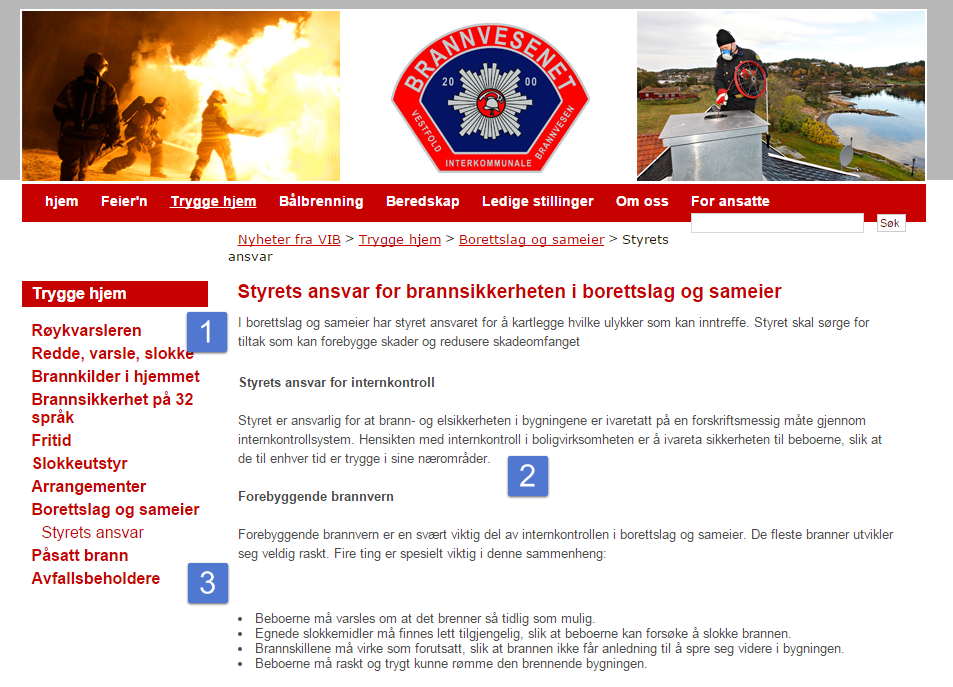 BRANNVESENET
20 00
VESTFOLD
INTERKOMMUNALE
BRANNVESEN
hjem Feier'n Trygge hjem Bålbrenning Beredskap Ledige stillinger Om oss For ansatte
Søk
Nyheter fra VIB > Trygge hjem > Borettslag og sameier > Styrets
ansvar
Trygge hjem
Røykvarsleren
Redde, varsle, slokke
Brannkilder i hjemmet
Brannsikkerhet på 32
språk
Fritid
Slokkeutstyr
Arrangementer
Borettslag og sameier
Styrets ansvar
Påsatt brann
Avfallsbeholdere
1
3
Styrets ansvar for brannsikkerheten i borettslag og sameier
I borettslag og sameier har styret ansvaret for å kartlegge hvilke ulykker som kan inntreffe. Styret skal sørge for
tiltak som kan forebygge skader og redusere skadeomfanget
Styrets ansvar for internkontroll
Styret er ansvarlig for at brann- og elsikkerheten i bygningene er ivaretatt på en forskriftsmessig måte gjennom
internkontrollsystem. Hensikten med internkontroll i boligvirksomheten er å ivareta sikkerheten til beboerne, slik at
de til enhver tid er trygge i sine nærområder.
2
Forebyggende brannvern
Forebyggende brannvern er en svært viktig del av internkontrollen i borettslag og sameier. De fleste branner utvikler
seg veldig raskt. Fire ting er spesielt viktig i denne sammenheng:
• Beboerne må varsles om at det brenner så tidlig som mulig.
• Egnede slokkemidler må finnes lett tilgjengelig, slik at beboerne kan forsøke å slokke brannen.
• Brannskillene må virke som forutsatt, slik at brannen ikke får anledning til å spre seg videre i bygningen.
• Beboerne må raskt og trygt kunne rømme den brennende bygningen.